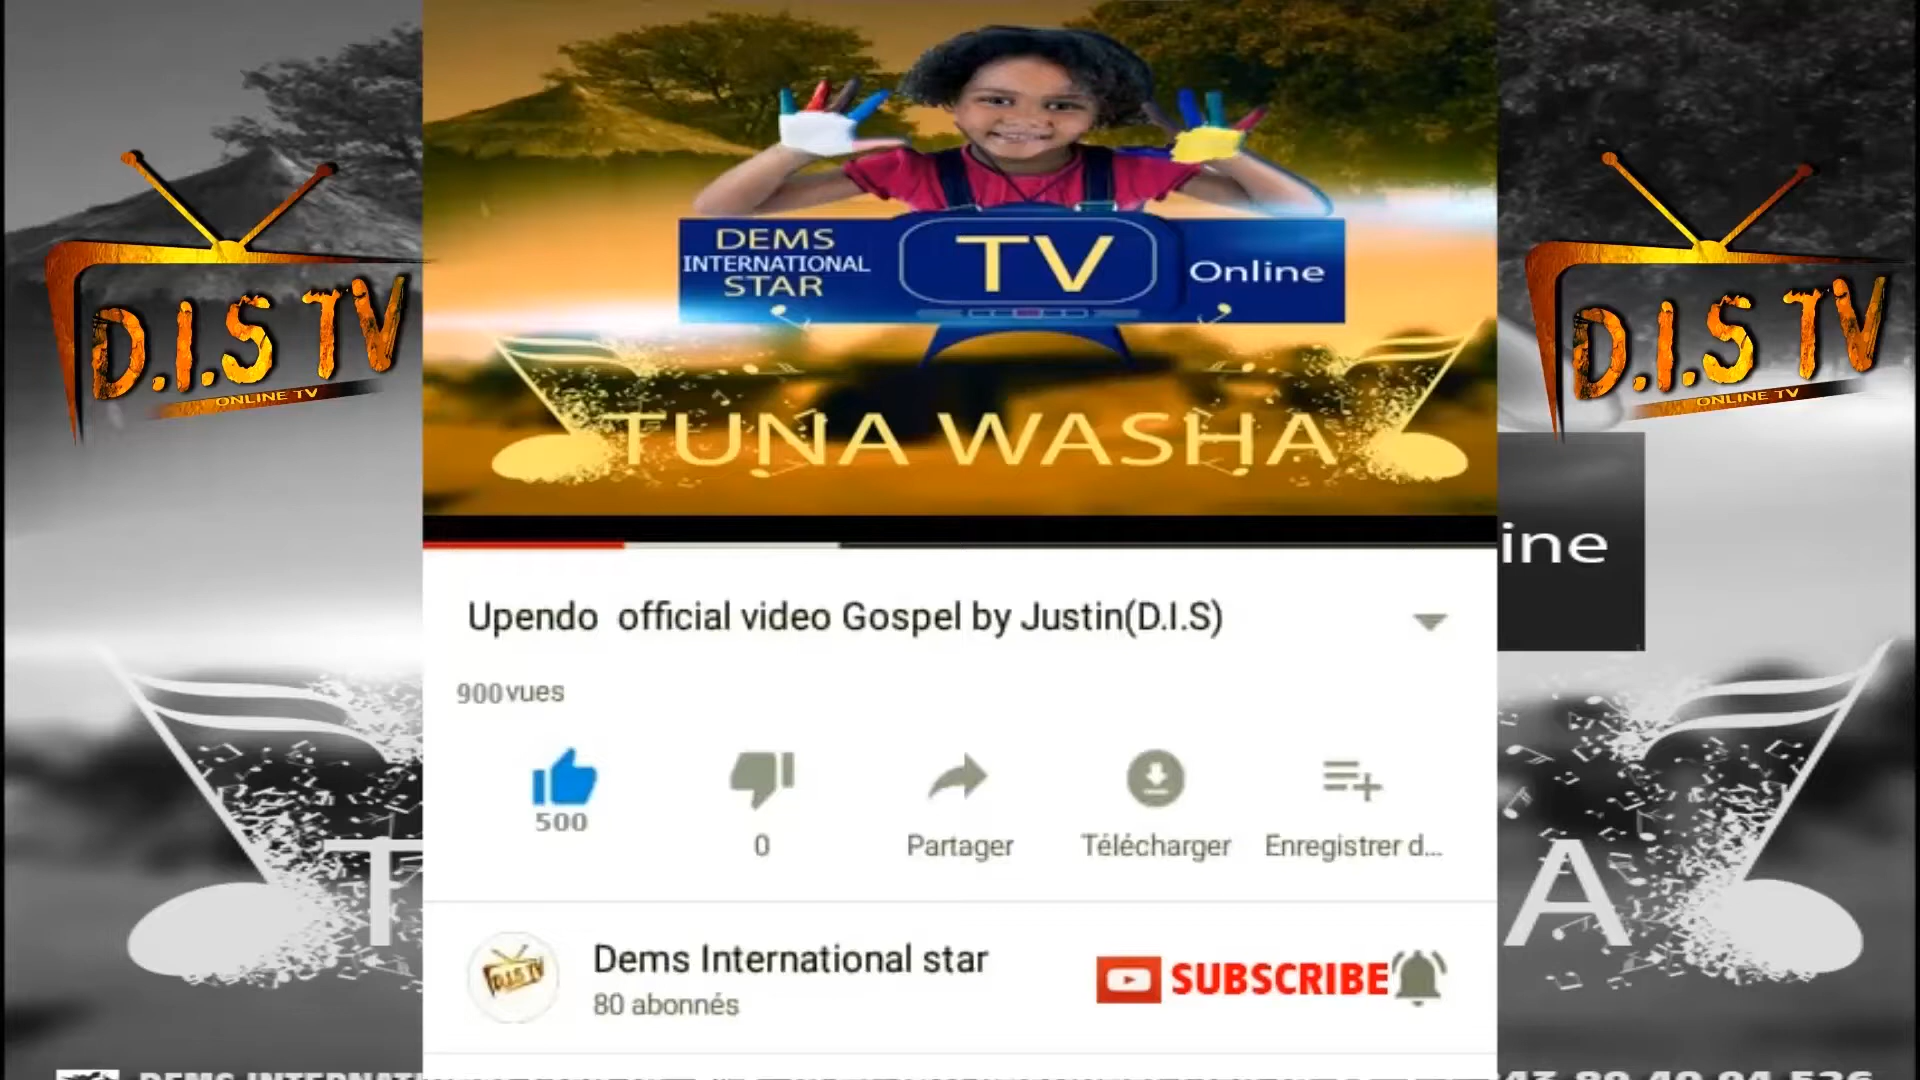 DEMS
INTERNATIONAL
STAR
TV
Online
D.I.S TV
ONLINE TV
D.I.S TV
ONLINE TV
TUNA WASHA
ine
Upendo official video Gospel by Justin(D.I.S)
900 vues
500
0
Partager
Télécharger
Enregistrer d...
T
A
D.I.S TV
Dems International star
80 abonnés
SUBSCRIBE